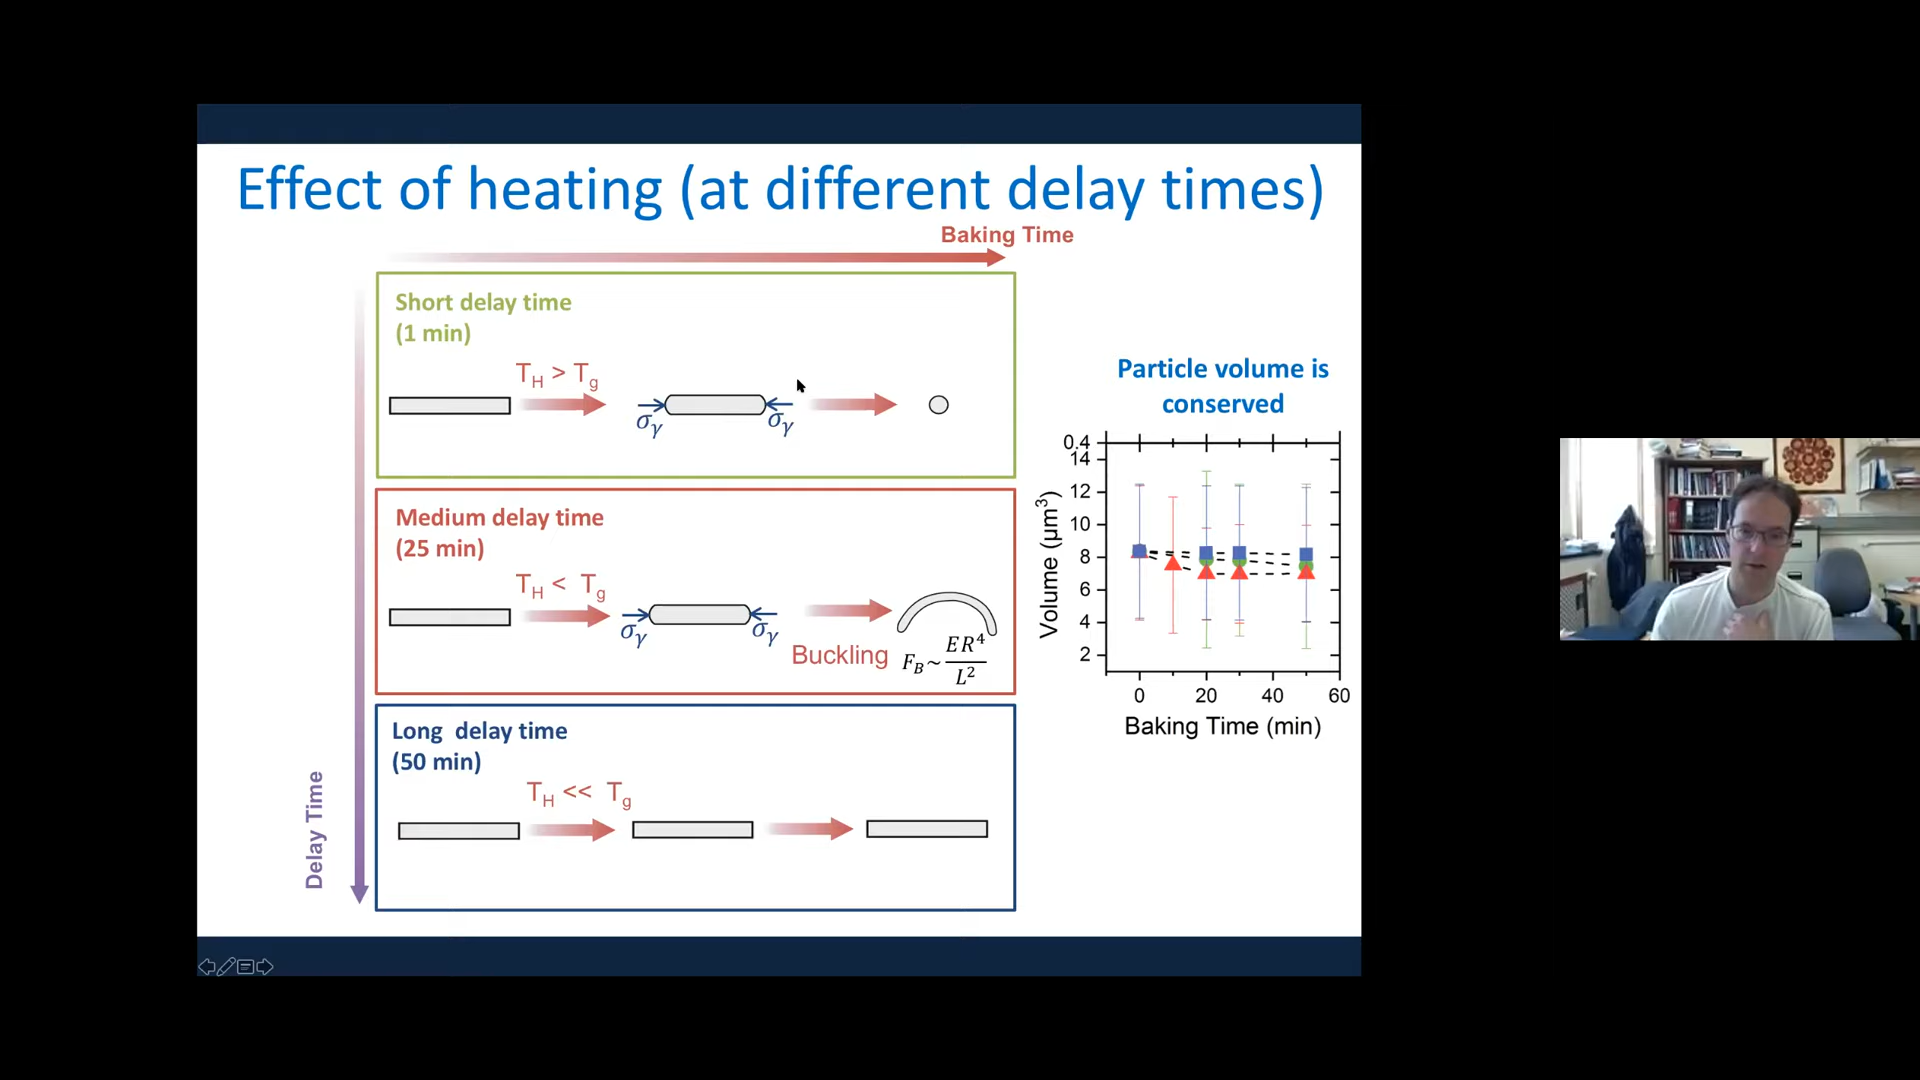 Effect of heating (at different delay times)
Baking Time
Short delay time
(1 min)
T_H > T_g
σ_γ
σ_γ
Medium delay time
(25 min)
T_H < T_g
σ_γ
σ_γ
Buckling
F_B~ER⁴/L²
Long delay time
(50 min)
T_H << T_g
Delay Time
Particle volume is
conserved
0.4
14
12
10
8
6
4
2
Volume (μm³)
0 20 40 60
Baking Time (min)